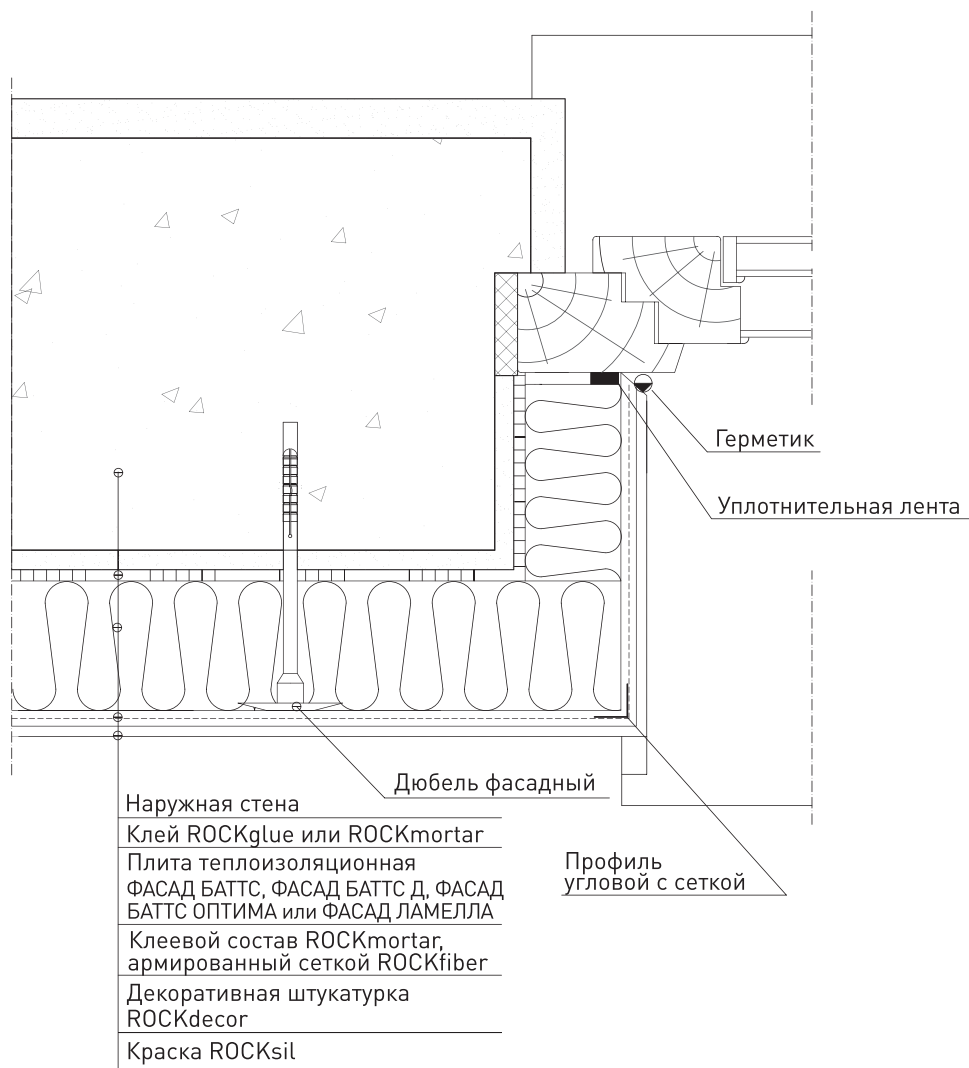 Герметик
Уплотнительная лента
Дюбель фасадный
Наружная стена
Клей ROCKglue или ROCKmortar
Плита теплоизоляционная
ФАСАД БАТТС, ФАСАД БАТТС Д, ФАСАД
БАТТС ОПТИМА или ФАСАД ЛАМЕЛЛА
Клеевой состав ROCKmortar,
армированный сеткой ROCKfiber
Декоративная штукатурка
ROCKdecor
Краска ROCKsil
Профиль
угловой с сеткой